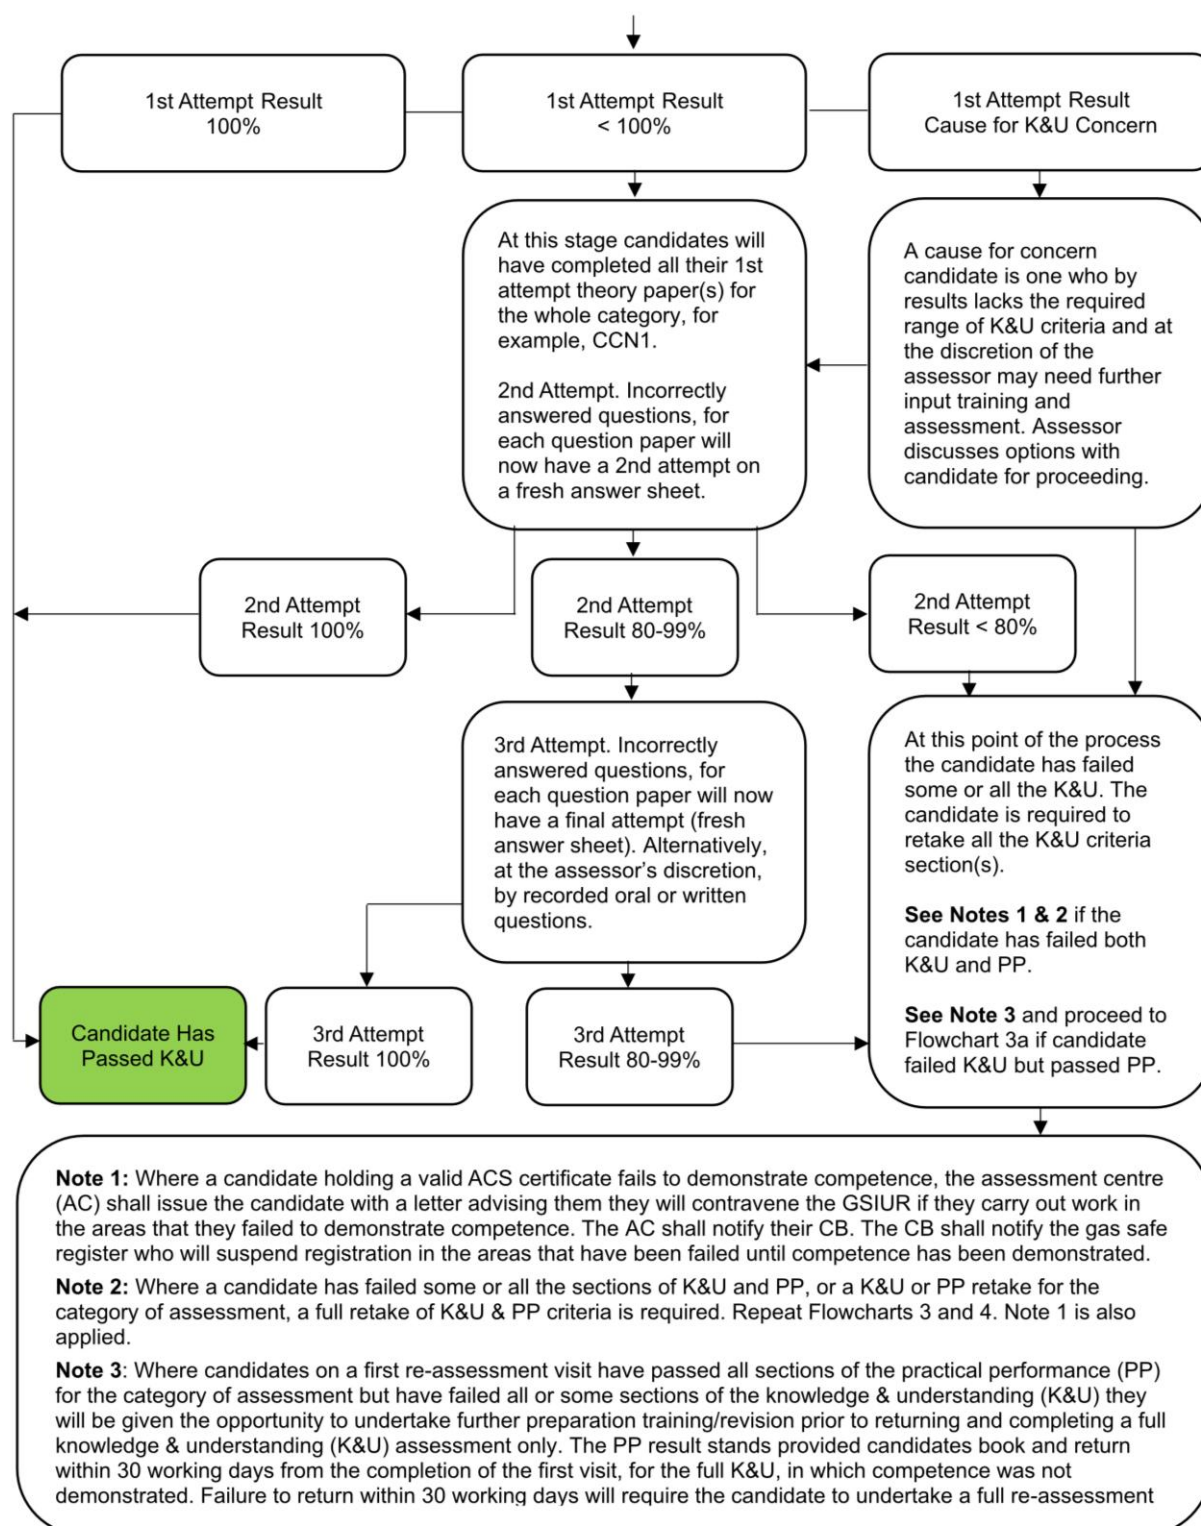 1st Attempt Result
100%
1st Attempt Result
< 100%
1st Attempt Result
Cause for K&U Concern
At this stage candidates will
have completed all their 1st
attempt theory paper(s) for
the whole category, for
example, CCN1.
2nd Attempt. Incorrectly
answered questions, for
each question paper will
now have a 2nd attempt on
a fresh answer sheet.
A cause for concern
candidate is one who by
results lacks the required
range of K&U criteria and at
the discretion of the
assessor may need further
input training and
assessment. Assessor
discusses options with
candidate for proceeding.
2nd Attempt
Result 100%
2nd Attempt
Result 80-99%
2nd Attempt
Result < 80%
3rd Attempt. Incorrectly
answered questions, for
each question paper will now
have a final attempt (fresh
answer sheet). Alternatively,
at the assessor’s discretion,
by recorded oral or written
questions.
At this point of the process
the candidate has failed
some or all the K&U. The
candidate is required to
retake all the K&U criteria
section(s).
See Notes 1 & 2 if the
candidate has failed both
K&U and PP.
See Note 3 and proceed to
Flowchart 3a if candidate
failed K&U but passed PP.
Candidate Has
Passed K&U
3rd Attempt
Result 100%
3rd Attempt
Result 80-99%
Note 1: Where a candidate holding a valid ACS certificate fails to demonstrate competence, the assessment centre
(AC) shall issue the candidate with a letter advising them they will contravene the GSIUR if they carry out work in
the areas that they failed to demonstrate competence. The AC shall notify their CB. The CB shall notify the gas safe
register who will suspend registration in the areas that have been failed until competence has been demonstrated.
Note 2: Where a candidate has failed some or all the sections of K&U and PP, or a K&U or PP retake for the
category of assessment, a full retake of K&U & PP criteria is required. Repeat Flowcharts 3 and 4. Note 1 is also
applied.
Note 3: Where candidates on a first re-assessment visit have passed all sections of the practical performance (PP)
for the category of assessment but have failed all or some sections of the knowledge & understanding (K&U) they
will be given the opportunity to undertake further preparation training/revision prior to returning and completing a full
knowledge & understanding (K&U) assessment only. The PP result stands provided candidates book and return
within 30 working days from the completion of the first visit, for the full K&U, in which competence was not
demonstrated. Failure to return within 30 working days will require the candidate to undertake a full re-assessment